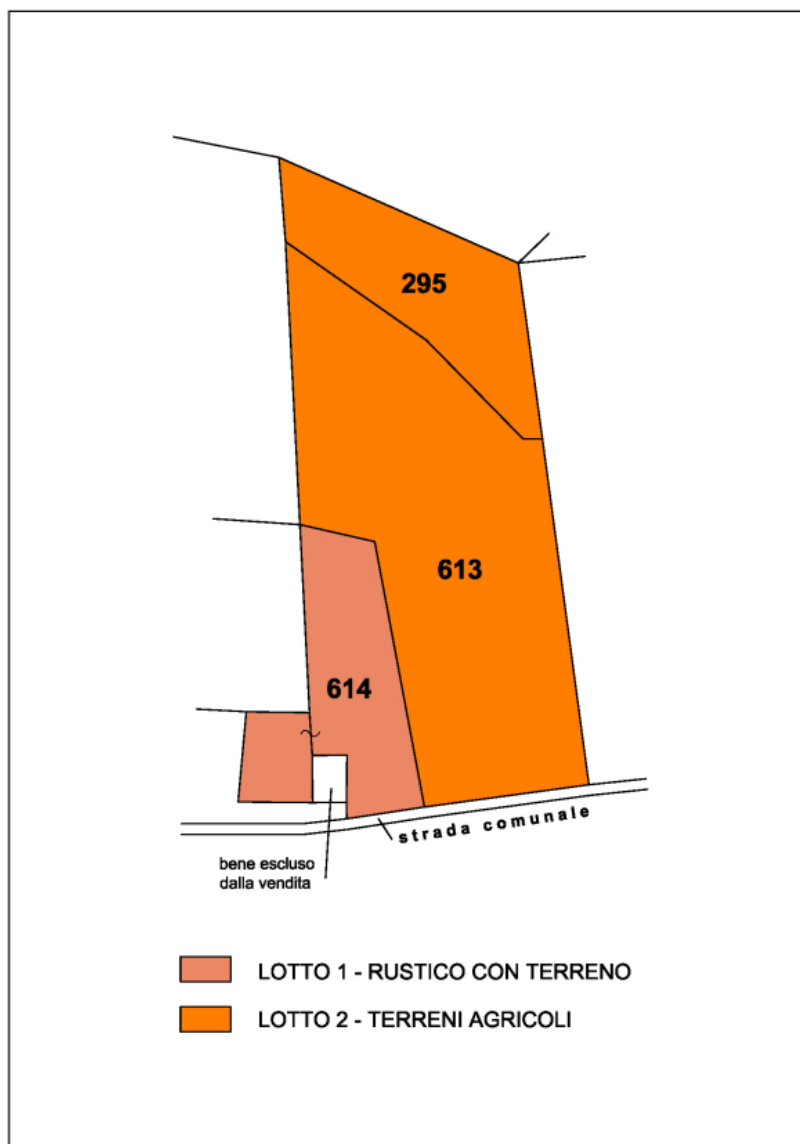 295
613
614
strada comunale
bene escluso
dalla vendita
LOTTO 1 - RUSTICO CON TERRENO
LOTTO 2 - TERRENI AGRICOLI